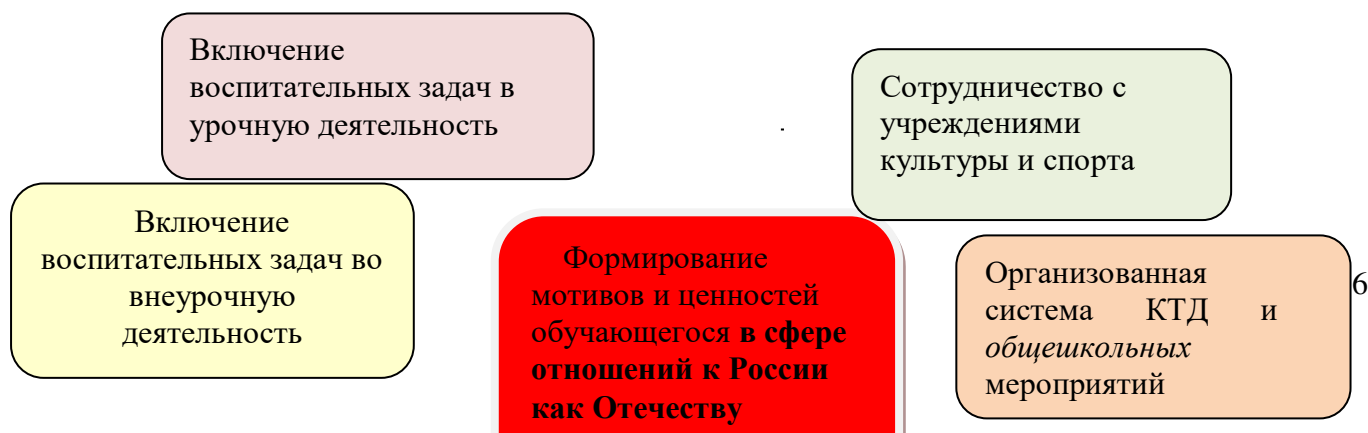 Включение
воспитательных задач в
урочную деятельность
Сотрудничество с
учреждениями
культуры и спорта
.
Включение
воспитательных задач во
внеурочную
деятельность
Формирование
мотивов и ценностей
обучающегося в сфере
отношений к России
как Отечеству
Организованная
система КТД и
общешкольных
мероприятий
6